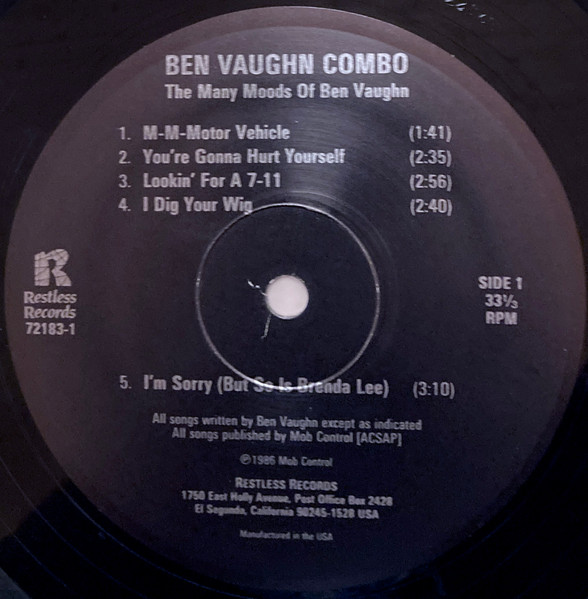 BEN VAUGHN COMBO
The Many Moods Of Ben Vaughn
1. M-M-Motor Vehicle (1:41)
2. You're Gonna Hurt Yourself (2:35)
3. Lookin' For A 7-11 (2:56)
4. I Dig Your Wig (2:40)
R
Restless
Records
72183-1
SIDE 1
33⅓
RPM
5. I'm Sorry (But So Is Brenda Lee) (3:10)
All songs written by Ben Vaughn except as indicated
All songs published by Mob Control [ACSAP]
℗1986 Mob Control
RESTLESS RECORDS
1750 East Holly Avenue, Post Office Box 2428
El Segundo, California 90245-1528 USA
Manufactured in the USA